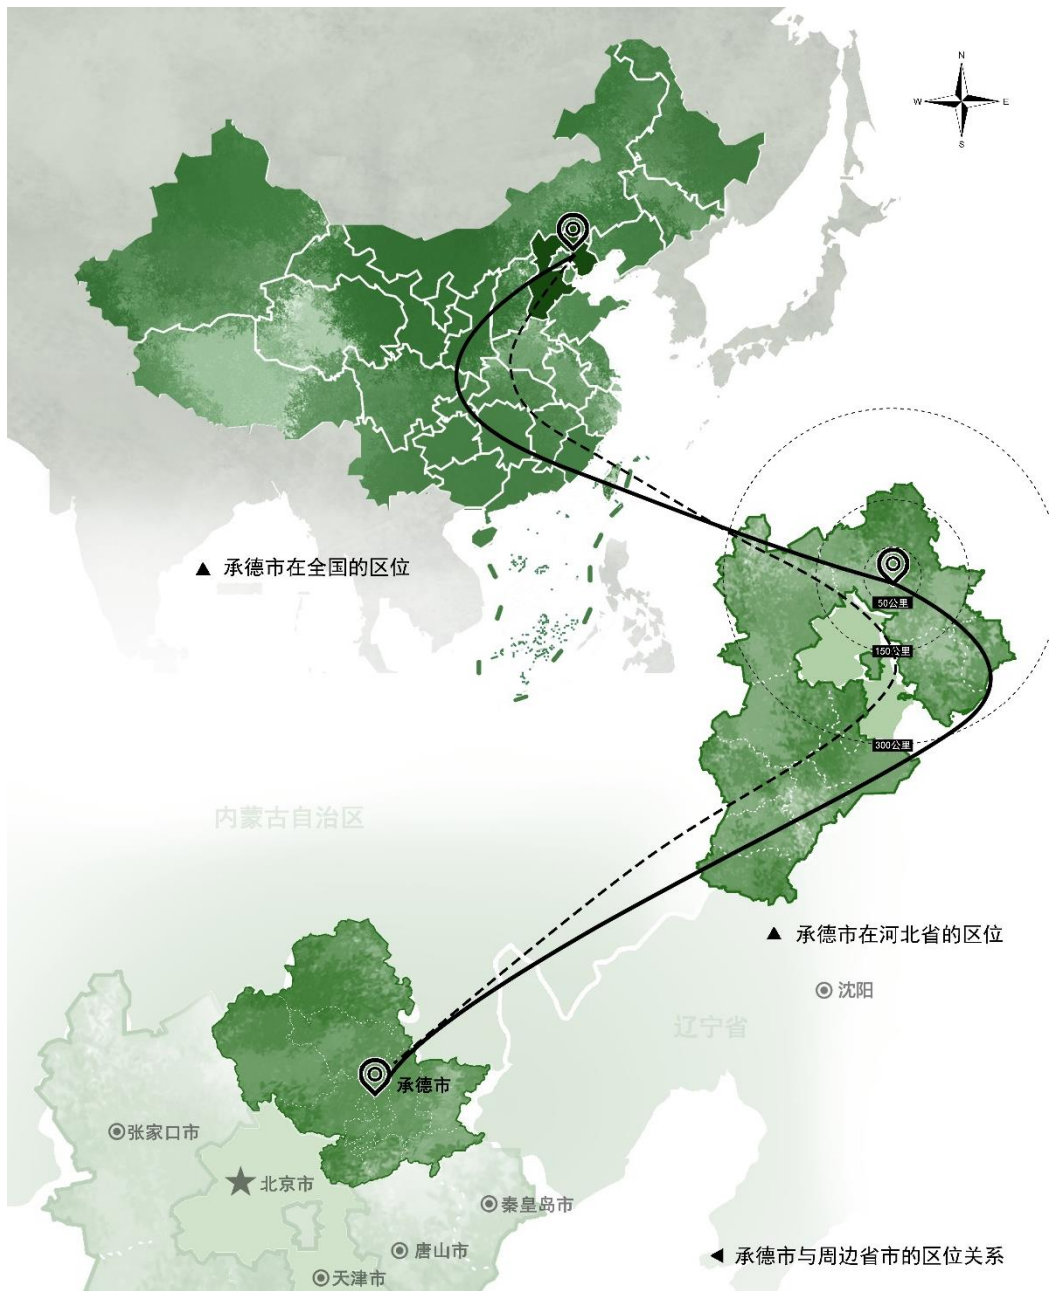 N
W
E
S
承德市在全国的区位
50公里
150公里
300公里
内蒙古自治区
承德市在河北省的区位
沈阳
辽宁省
承德市
张家口市
北京市
秦皇岛市
唐山市
承德市与周边省市的区位关系
天津市